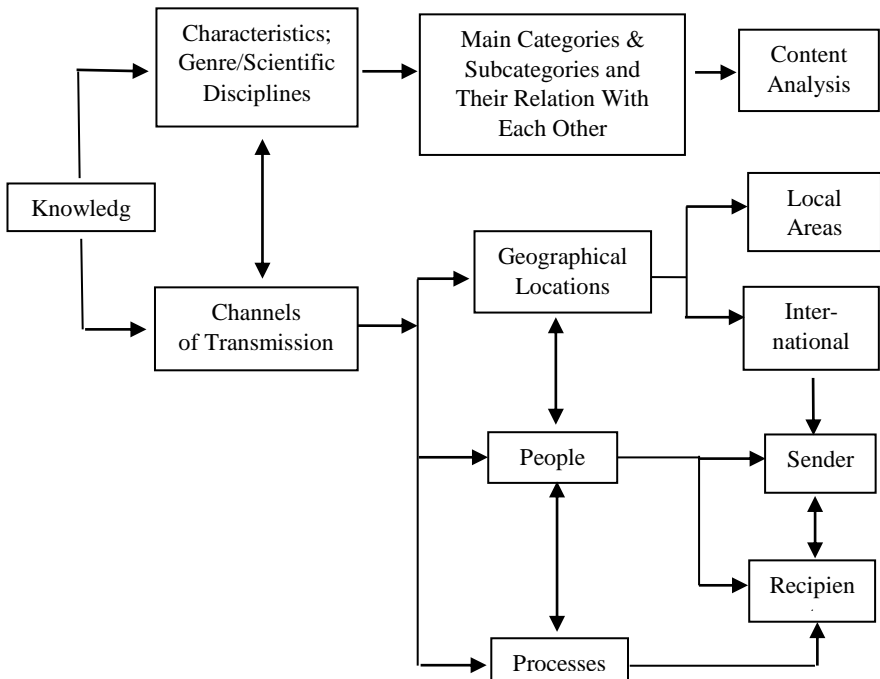 Characteristics;
Genre/Scientific
Disciplines
Main Categories &
Subcategories and
Their Relation With
Each Other
Content
Analysis
Knowledg
Local
Areas
Geographical
Locations
Channels
of Transmission
Inter-
national
People
Sender
Recipien
Processes